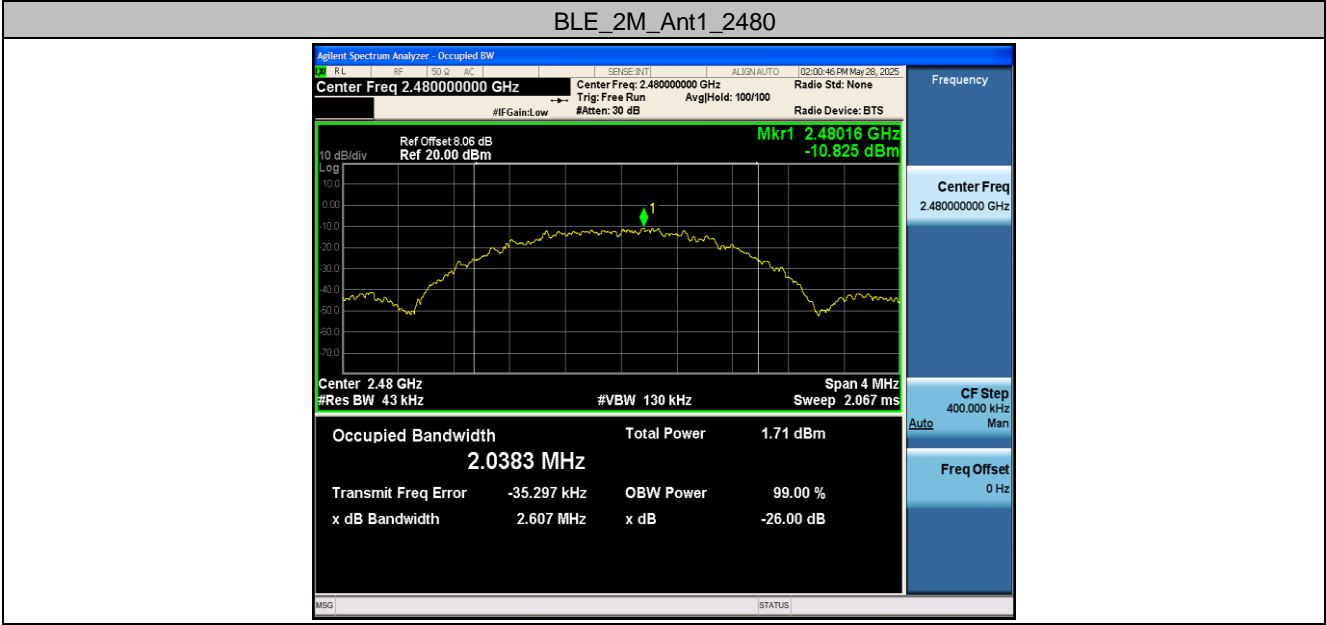 BLE_2M_Ant1_2480
Agilent Spectrum Analyzer - Occupied BW
LXI RL RF 50 Ω AC SENSE:INT ALIGN AUTO 02:00:46 PM May 28, 2025
Center Freq 2.480000000 GHz
Center Freq: 2.480000000 GHz
Radio Std: None
Trig: Free Run Avg|Hold: 100/100
#IFGain:Low
#Atten: 30 dB
Radio Device: BTS
Frequency
Mkr1 2.48016 GHz
-10.825 dBm
Ref Offset 8.06 dB
10 dB/div Ref 20.00 dBm
Log
10.0
0.00
-10.0
-20.0
-30.0
-40.0
-50.0
-60.0
-70.0
1
Center 2.48 GHz
Span 4 MHz
#Res BW 43 kHz
#VBW 130 kHz
Sweep 2.067 ms
Center Freq
2.480000000 GHz
CF Step
400.000 kHz
Auto Man
Freq Offset
0 Hz
Occupied Bandwidth
2.0383 MHz
Total Power 1.71 dBm
Transmit Freq Error -35.297 kHz OBW Power 99.00 %
x dB Bandwidth 2.607 MHz x dB -26.00 dB
MSG STATUS